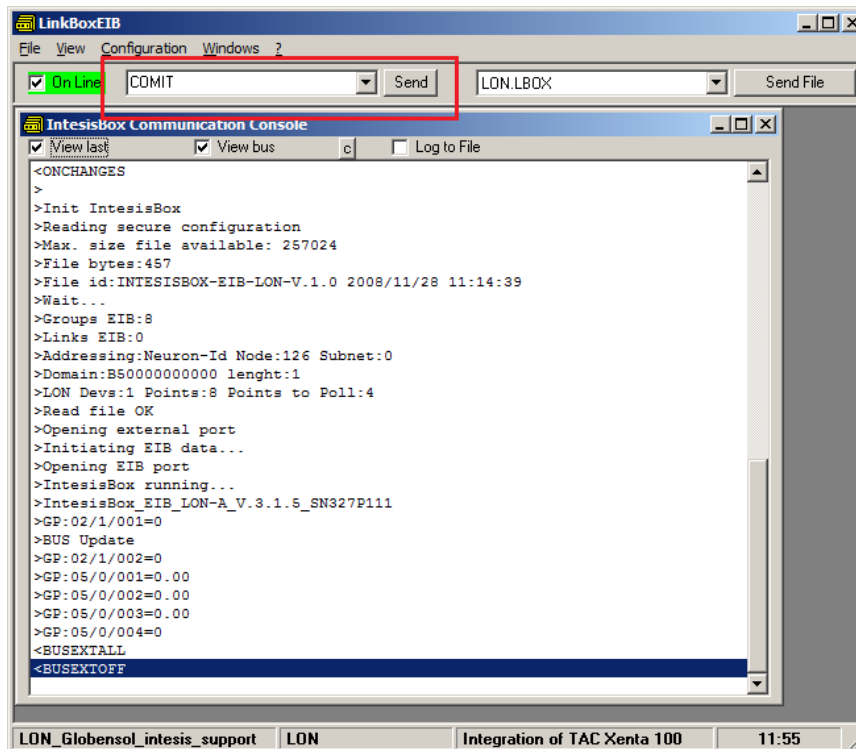 LinkBoxEIB
File View Configuration Windows ?
On Line COMIT Send LON.LBOX Send File
IntesisBox Communication Console
View last View bus c Log to File
<ONCHANGES
>
>Init IntesisBox
>Reading secure configuration
>Max. size file available: 257024
>File bytes:457
>File id:INTESISBOX-EIB-LON-V.1.0 2008/11/28 11:14:39
>Wait...
>Groups EIB:8
>Links EIB:0
>Addressing:Neuron-Id Node:126 Subnet:0
>Domain:B50000000000 lenght:1
>LON Devs:1 Points:8 Points to Poll:4
>Read file OK
>Opening external port
>Initiating EIB data...
>Opening EIB port
>IntesisBox running...
>IntesisBox_EIB_LON-A_V.3.1.5_SN327P111
>GP:02/1/001=0
>BUS Update
>GP:02/1/002=0
>GP:05/0/001=0.00
>GP:05/0/002=0.00
>GP:05/0/003=0.00
>GP:05/0/004=0
<BUSEXTALL
<BUSEXTOFF
LON_Globensol_intesis_support LON Integration of TAC Xenta 100 11:55